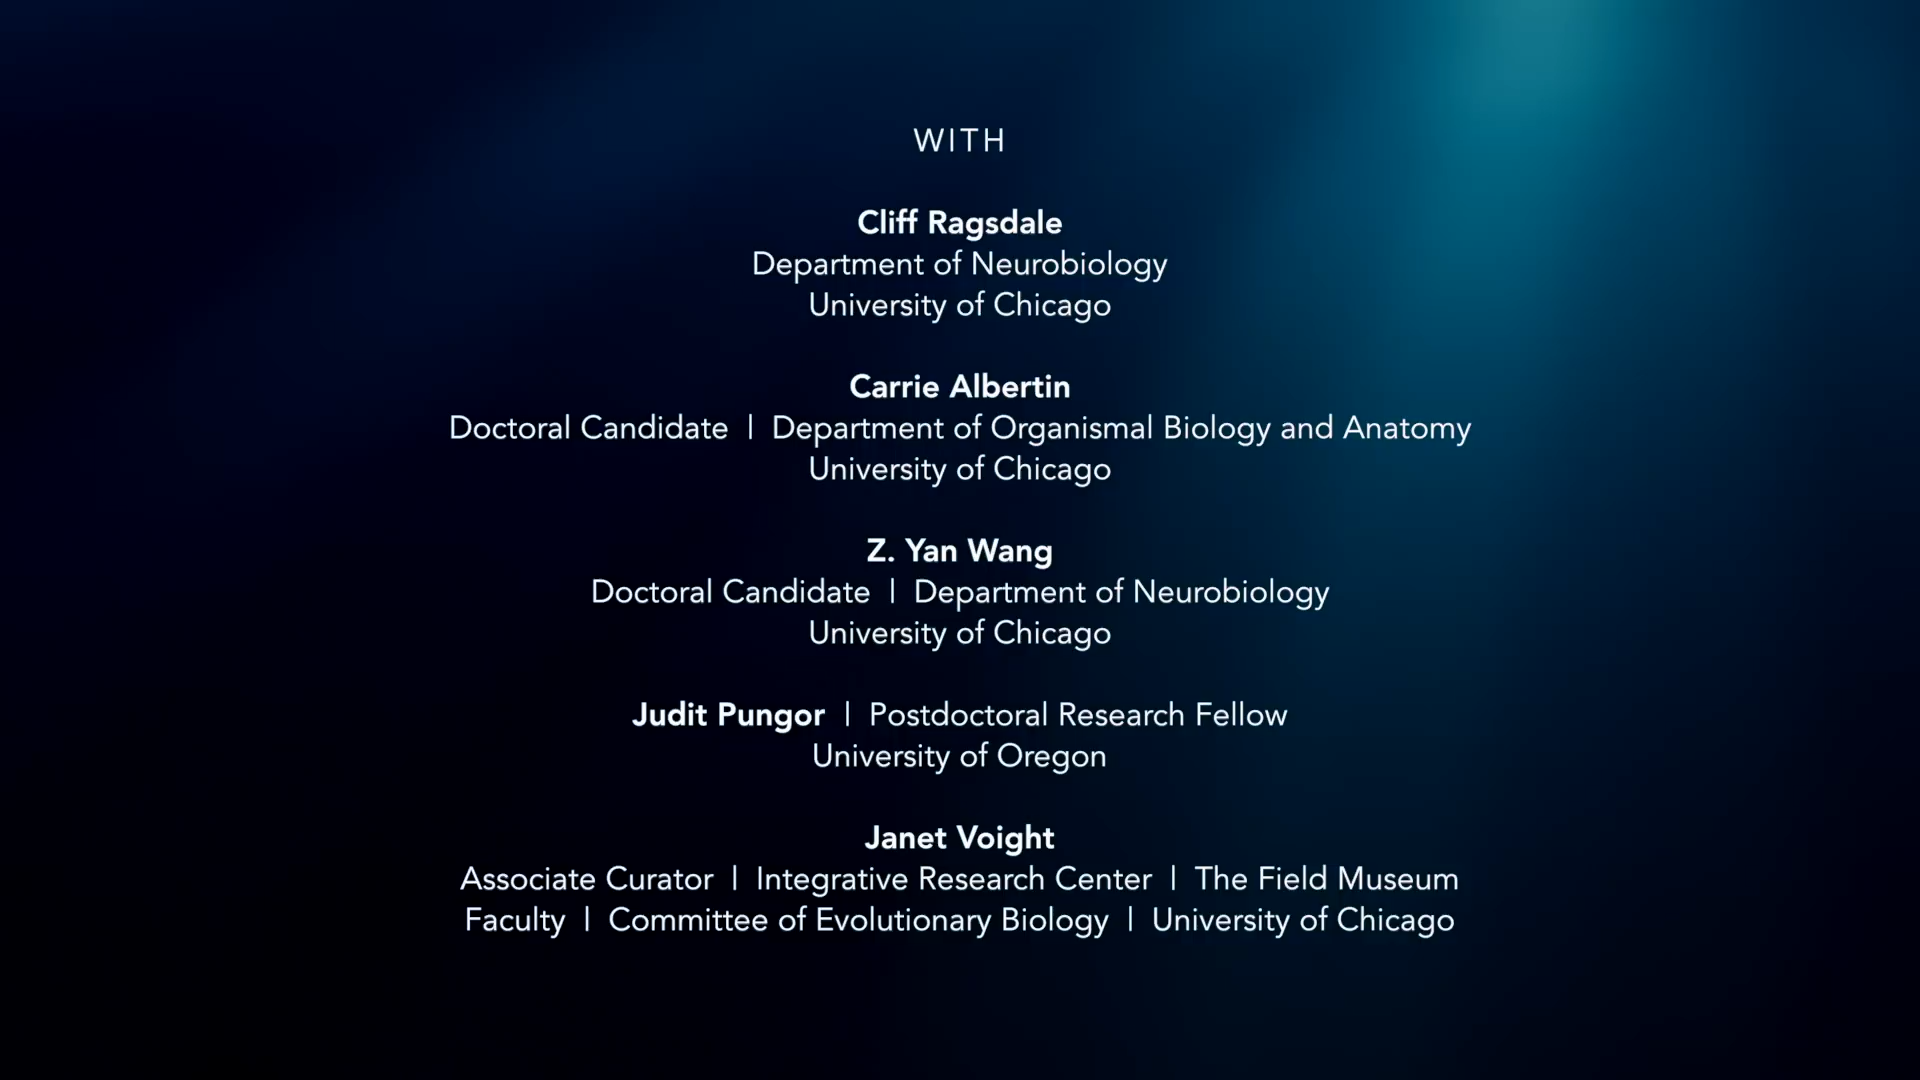 WITH
Cliff Ragsdale
Department of Neurobiology
University of Chicago
Carrie Albertin
Doctoral Candidate | Department of Organismal Biology and Anatomy
University of Chicago
Z. Yan Wang
Doctoral Candidate | Department of Neurobiology
University of Chicago
Judit Pungor | Postdoctoral Research Fellow
University of Oregon
Janet Voight
Associate Curator | Integrative Research Center | The Field Museum
Faculty | Committee of Evolutionary Biology | University of Chicago